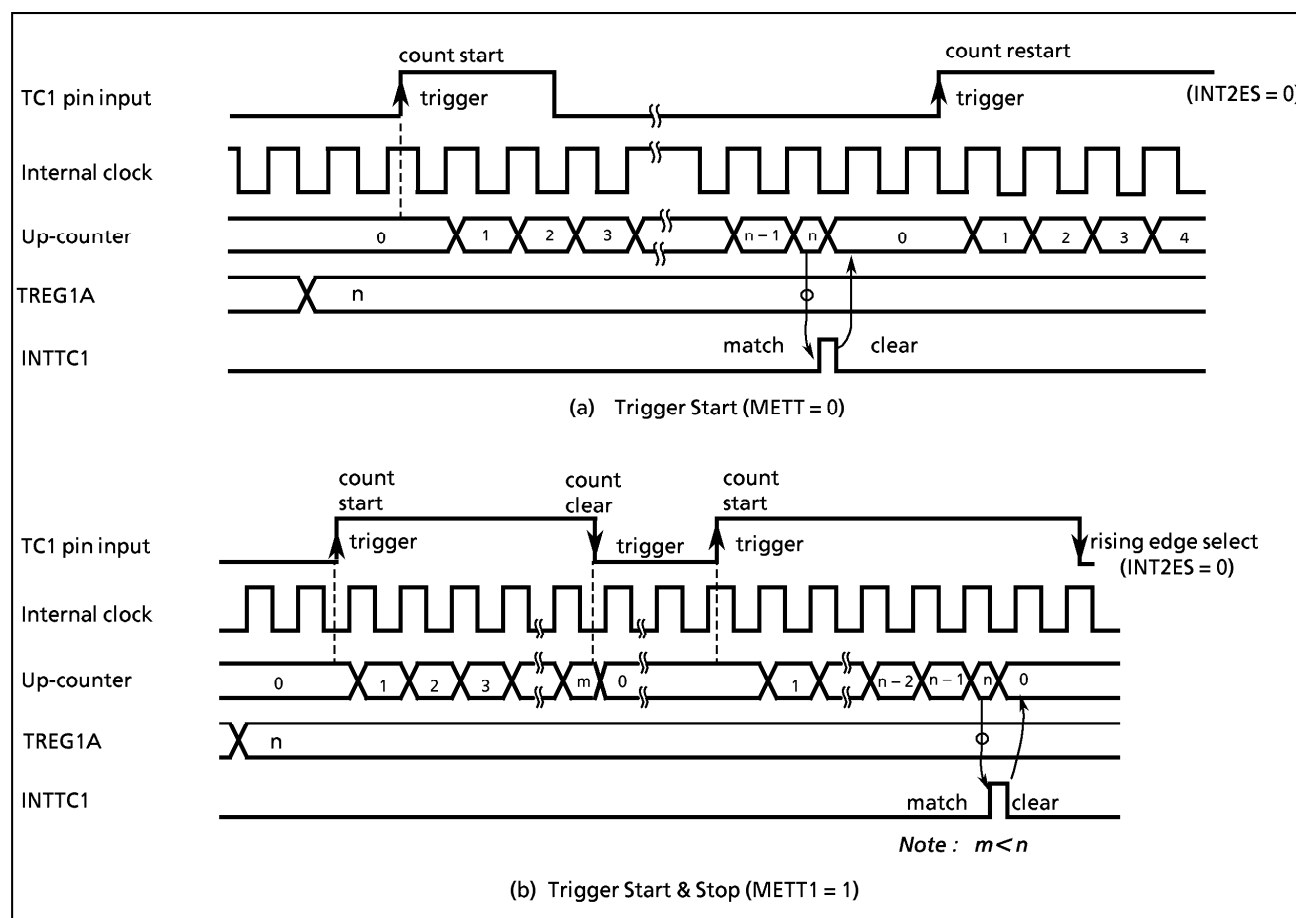 count start
count restart
TC1 pin input
trigger
trigger
(INT2ES = 0)
Internal clock
Up-counter
0
1
2
3
n – 1
n
0
1
2
3
4
TREG1A
n
INTTC1
match
clear
(a) Trigger Start (METT = 0)
count
start
count
clear
count
start
TC1 pin input
trigger
trigger
trigger
rising edge select
(INT2ES = 0)
Internal clock
Up-counter
0
1
2
3
m
0
1
n – 2
n – 1
n
0
TREG1A
n
INTTC1
match
clear
Note : m < n
(b) Trigger Start & Stop (METT1 = 1)